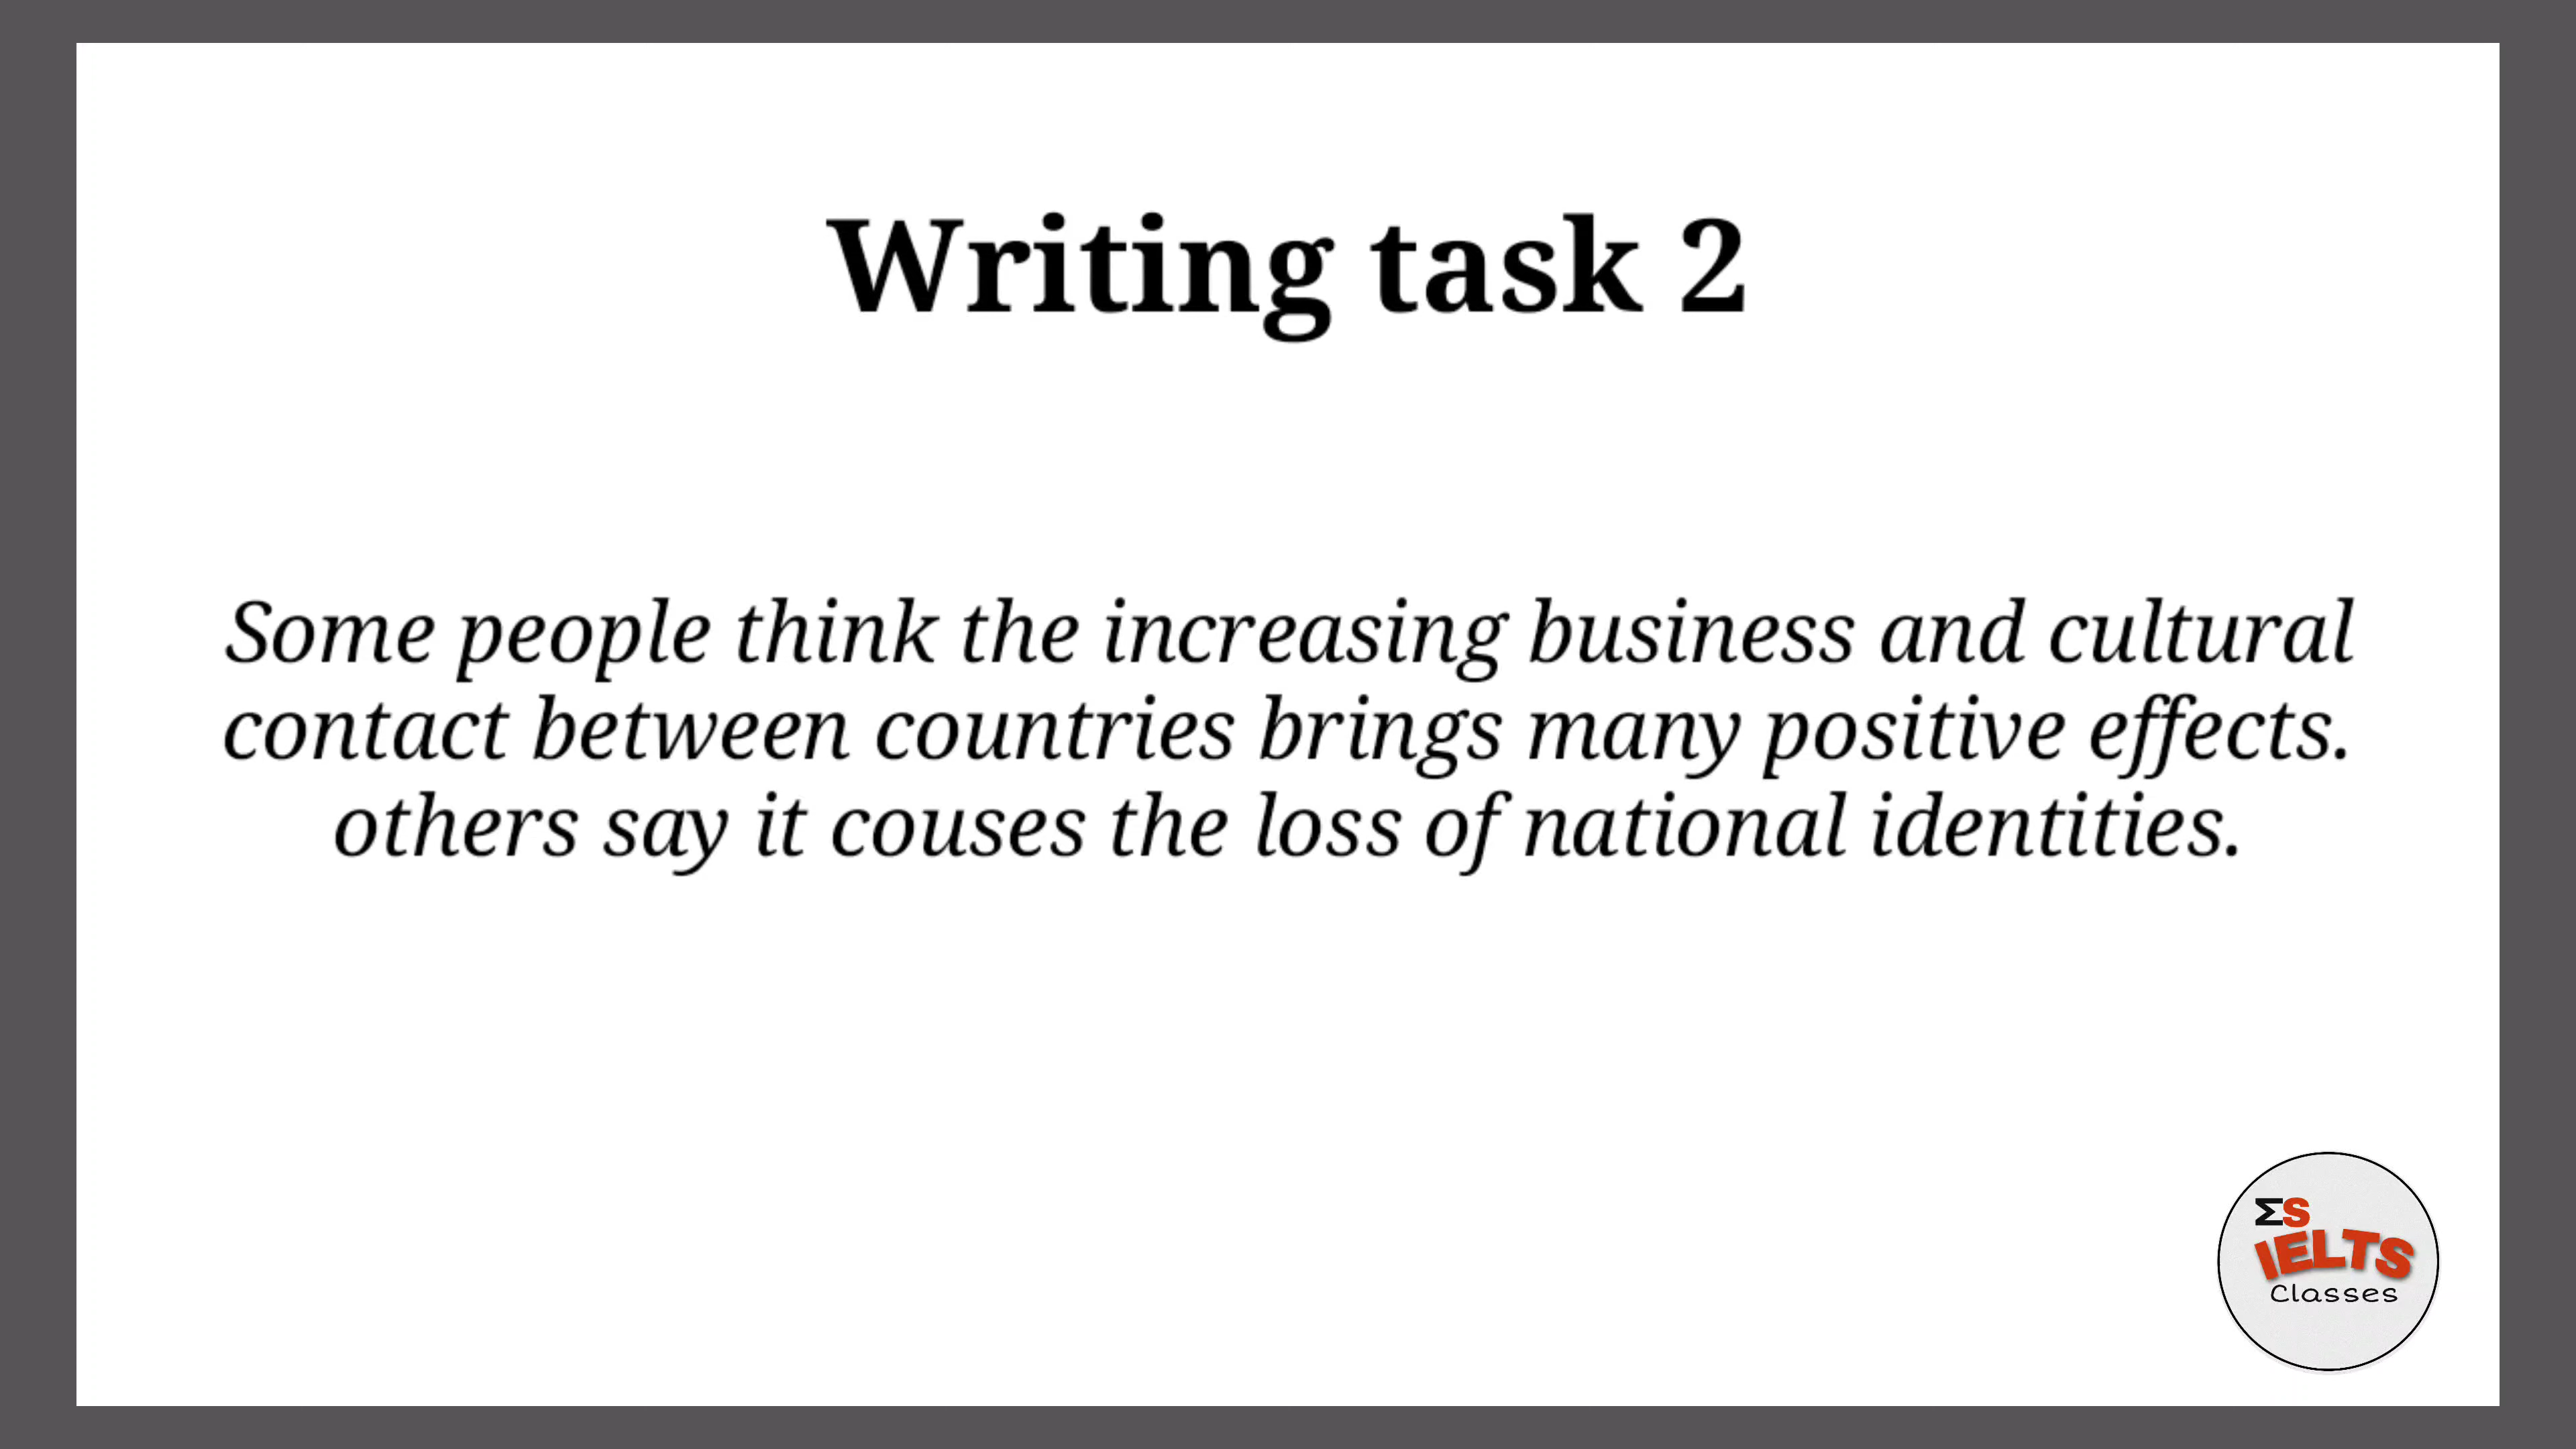 Writing task 2
Some people think the increasing business and cultural
contact between countries brings many positive effects.
others say it couses the loss of national identities.
ΣS
IELTS
Classes